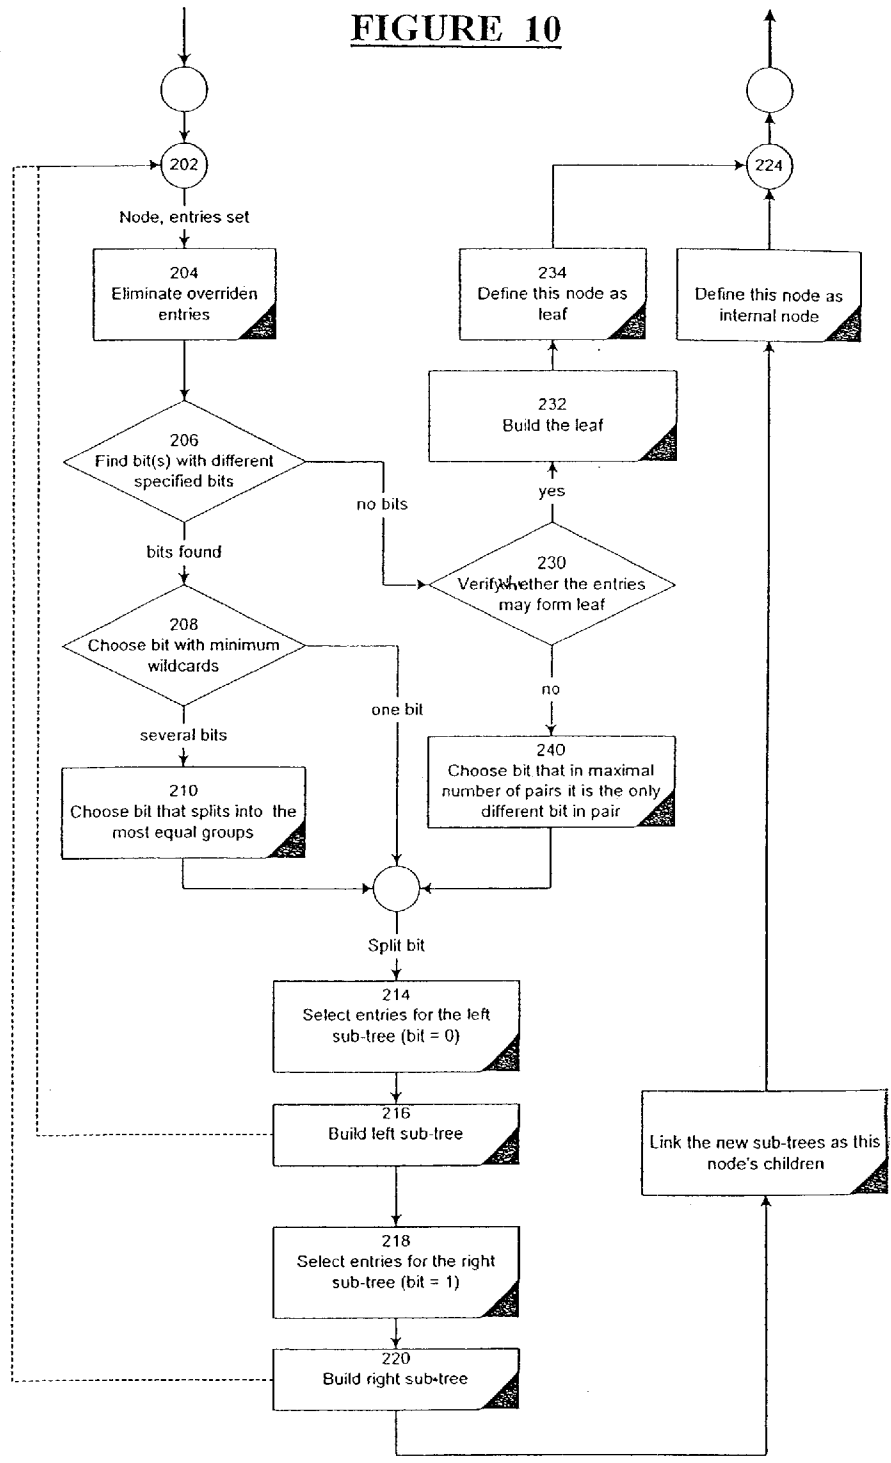 FIGURE 10
202
Node, entries set
204
Eliminate overriden
entries
206
Find bit(s) with different
specified bits
no bits
bits found
208
Choose bit with minimum
wildcards
one bit
several bits
210
Choose bit that splits into the
most equal groups
224
234
Define this node as
leaf
Define this node as
internal node
232
Build the leaf
yes
230
Verify whether the entries
may form leaf
no
240
Choose bit that in maximal
number of pairs it is the only
different bit in pair
Split bit
214
Select entries for the left
sub-tree (bit = 0)
216
Build left sub-tree
218
Select entries for the right
sub-tree (bit = 1)
220
Build right sub-tree
Link the new sub-trees as this
node's children